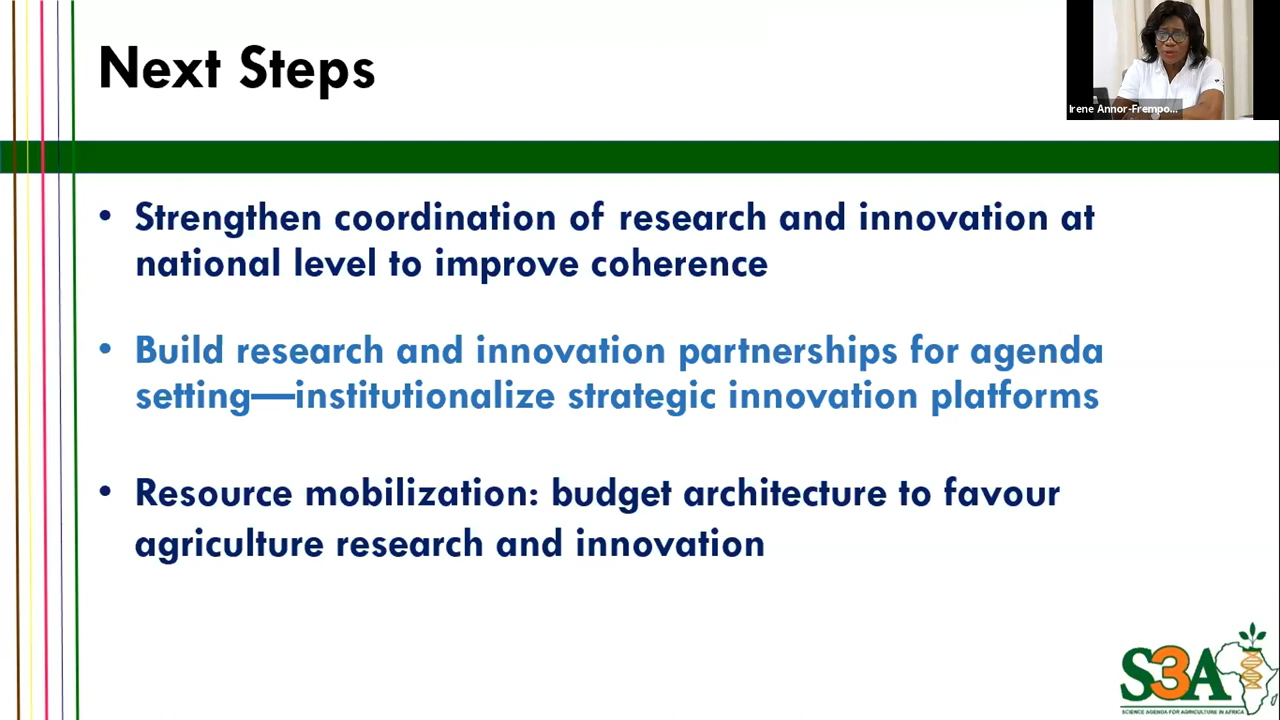 Next Steps
Irene Annor-Frempo...
• Strengthen coordination of research and innovation at
national level to improve coherence
• Build research and innovation partnerships for agenda
setting—institutionalize strategic innovation platforms
• Resource mobilization: budget architecture to favour
agriculture research and innovation
S3A
SCIENCE AGENDA FOR AGRICULTURE IN AFRICA